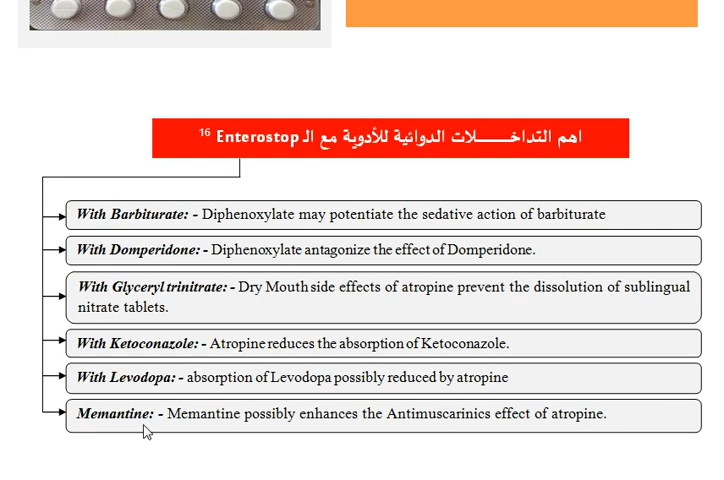 اهم التداخـــــــلات الدوائية للأدوية مع الـ Enterostop 16
With Barbiturate: - Diphenoxylate may potentiate the sedative action of barbiturate
With Domperidone: - Diphenoxylate antagonize the effect of Domperidone.
With Glyceryl trinitrate: - Dry Mouth side effects of atropine prevent the dissolution of sublingual
nitrate tablets.
With Ketoconazole: - Atropine reduces the absorption of Ketoconazole.
With Levodopa: - absorption of Levodopa possibly reduced by atropine
Memantine: - Memantine possibly enhances the Antimuscarinics effect of atropine.